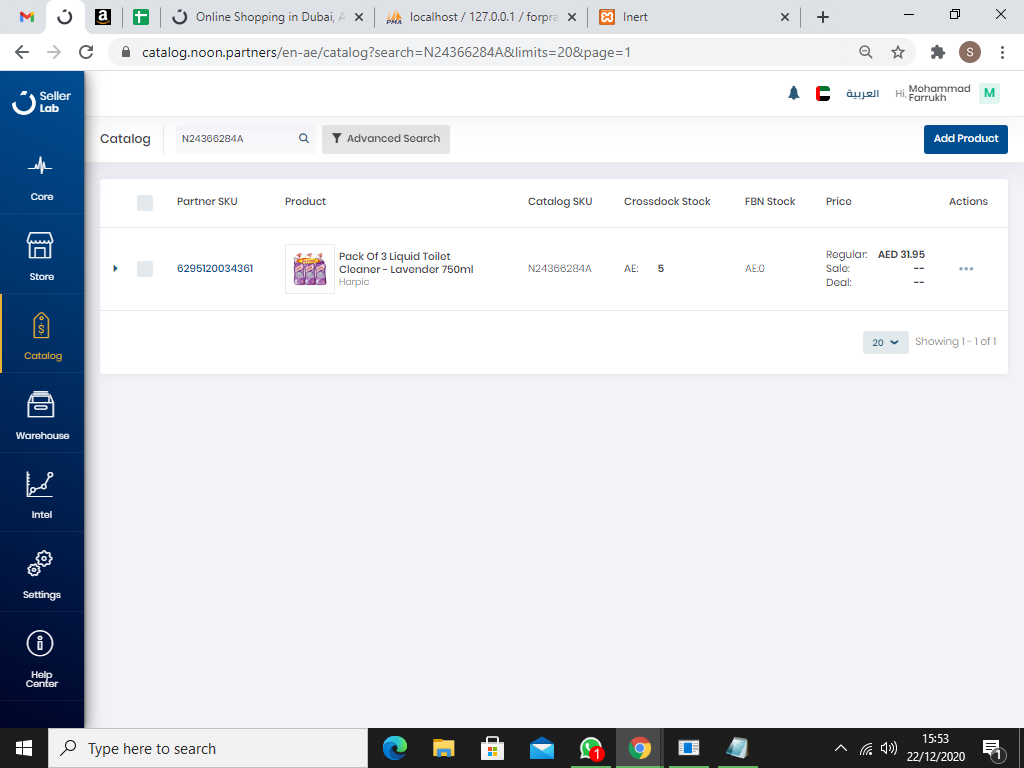 Online Shopping in Dubai, A
localhost / 127.0.0.1 / forpra
Inert
catalog.noon.partners/en-ae/catalog?search=N24366284A&limits=20&page=1
S
Seller
Lab
العربية
Hi, Mohammad
Farrukh
M
Catalog
N24366284A
Advanced Search
Add Product
Core
Store
Catalog
Warehouse
Intel
Settings
Help
Center
Partner SKU
Product
Catalog SKU
Crossdock Stock
FBN Stock
Price
Actions
6295120034361
Pack Of 3 Liquid Toilet
Cleaner - Lavender 750ml
Harpic
N24366284A
AE: 5
AE:0
Regular: AED 31.95
Sale: --
Deal: --
20
Showing 1 - 1 of 1
Type here to search
1
15:53
22/12/2020
1